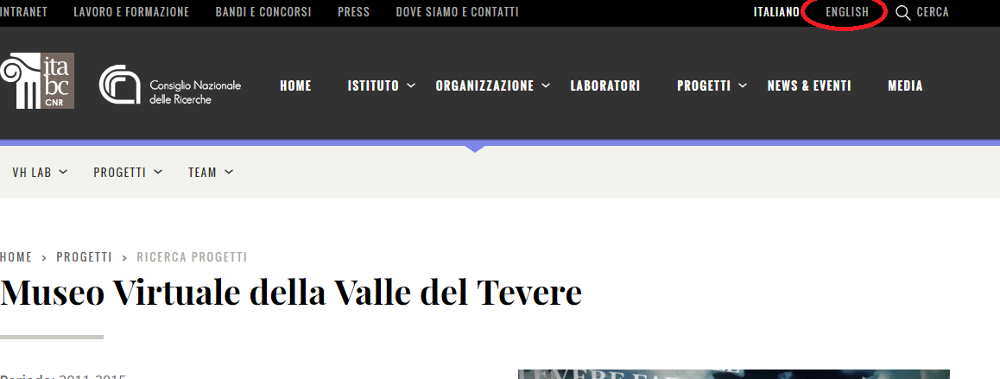 INTRANET LAVORO E FORMAZIONE BANDI E CONCORSI PRESS DOVE SIAMO E CONTATTI ITALIANO ENGLISH CERCA
ita
bc
CNR
Consiglio Nazionale
delle Ricerche
HOME ISTITUTO ORGANIZZAZIONE LABORATORI PROGETTI NEWS & EVENTI MEDIA
VH LAB PROGETTI TEAM
HOME > PROGETTI > RICERCA PROGETTI
Museo Virtuale della Valle del Tevere
Periodo: 2011-2015
TEVERE